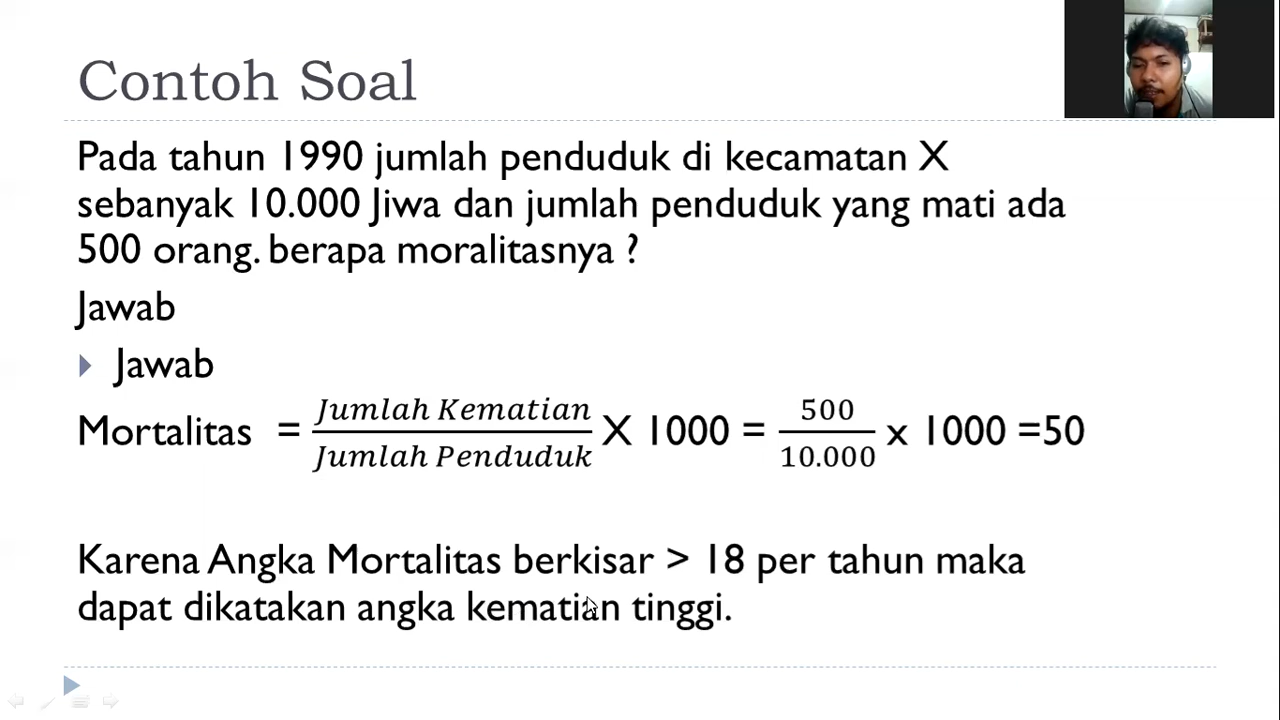 Contoh Soal
Pada tahun 1990 jumlah penduduk di kecamatan X
sebanyak 10.000 Jiwa dan jumlah penduduk yang mati ada
500 orang. berapa moralitasnya ?
Jawab
Jawab
Mortalitas = Jumlah Kematian / Jumlah Penduduk X 1000 = 500 / 10.000 x 1000 =50
Karena Angka Mortalitas berkisar > 18 per tahun maka
dapat dikatakan angka kematian tinggi.